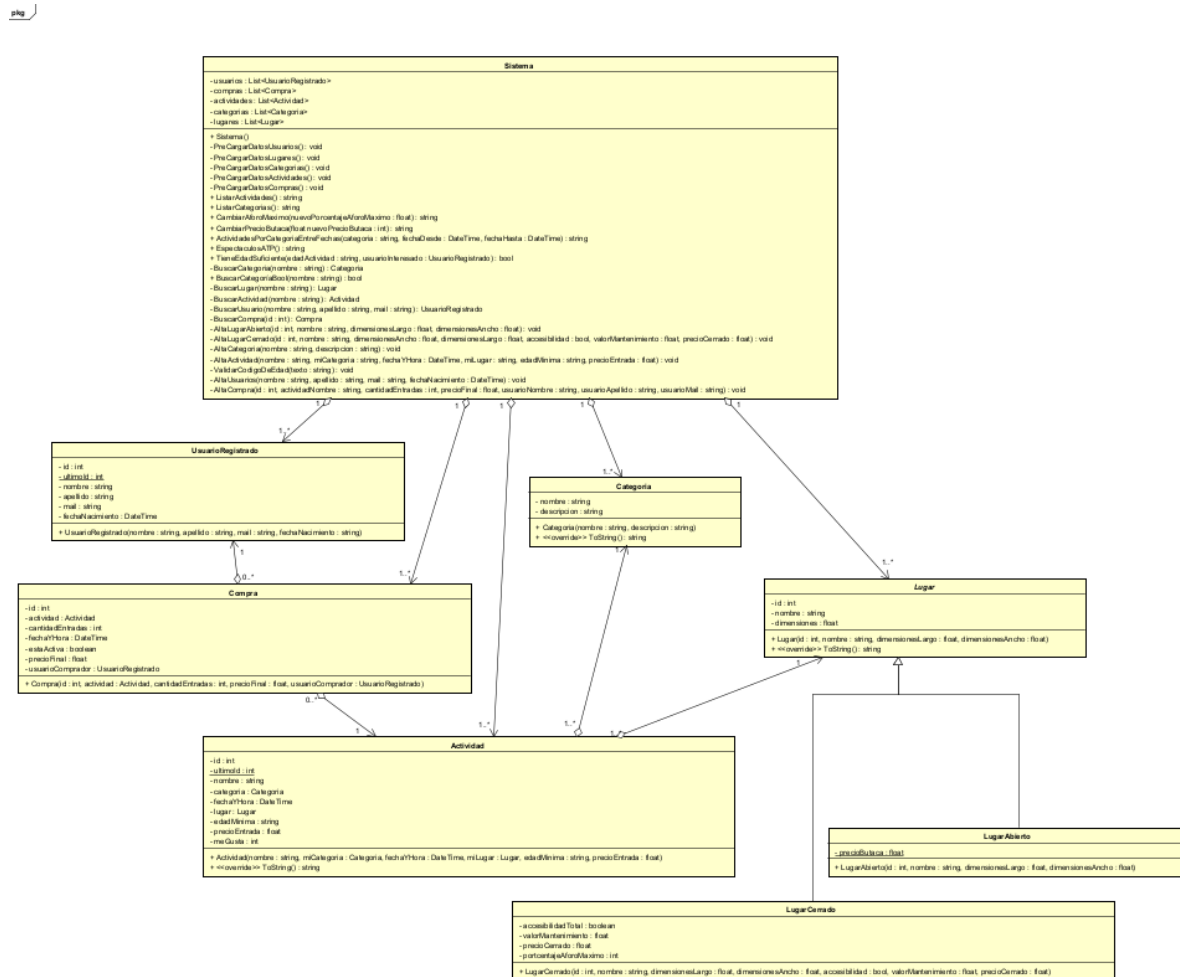 pkg
Sistema
- usuarios : List<UsuarioRegistrado>
- compras : List<Compra>
- actividades : List<Actividad>
- categorias : List<Categoria>
- lugares : List<Lugar>
+ Sistema()
- PreCargarDatosUsuarios() : void
- PreCargarDatosLugares() : void
- PreCargarDatosCategorias() : void
- PreCargarDatosActividades() : void
- PreCargarDatosCompras() : void
+ ListarActividades() : string
+ ListarCategorias() : string
+ CambiarAforoMaximo(nuevoPorcentajeAforoMaximo : float) : string
+ CambiarPrecioButaca(float nuevoPrecioButaca : int) : string
+ ActividadesPorCategoriaEntreFechas(categoria : string, fechaDesde : DateTime, fechaHasta : DateTime) : string
+ EspectaculosATP() : string
+ TieneEdadSuficiente(edadActividad : string, usuarioInteresado : UsuarioRegistrado) : bool
- BuscarCategoria(nombre : string) : Categoria
+ BuscarCategoriaBool(nombre : string) : bool
- BuscarLugar(nombre : string) : Lugar
- BuscarActividad(nombre : string) : Actividad
- BuscarUsuario(nombre : string, apellido : string, mail : string) : UsuarioRegistrado
- BuscarCompra(id : int) : Compra
- AltaLugarAbierto(id : int, nombre : string, dimensionesLargo : float, dimensionesAncho : float) : void
- AltaLugarCerrado(id : int, nombre : string, dimensionesAncho : float, dimensionesLargo : float, accesibilidad : bool, valorMantenimiento : float, precioCerrado : float) : void
- AltaCategoria(nombre : string, descripcion : string) : void
- AltaActividad(nombre : string, miCategoria : string, fechaYHora : DateTime, miLugar : string, edadMinima : string, precioEntrada : float) : void
- ValidarCodigoDeEdad(texto : string) : void
- AltaUsuarios(nombre : string, apellido : string, mail : string, fechaNacimiento : DateTime) : void
- AltaCompra(id : int, actividadNombre : string, cantidadEntradas : int, precioFinal : float, usuarioNombre : string, usuarioApellido : string, usuarioMail : string) : void
1 1 1 1 1
1..*
UsuarioRegistrado
- id : int
- ultimoId : int
- nombre : string
- apellido : string
- mail : string
- fechaNacimiento : DateTime
+ UsuarioRegistrado(nombre : string, apellido : string, mail : string, fechaNacimiento : string)
1..*
Categoria
- nombre : string
- descripcion : string
+ Categoria(nombre : string, descripcion : string)
+ <<override>> ToString() : string
1
1
0..*
1..*
1..*
Compra
- id : int
- actividad : Actividad
- cantidadEntradas : int
- fechaYHora : DateTime
- estaActiva : boolean
- precioFinal : float
- usuarioComprador : UsuarioRegistrado
+ Compra(id : int, actividad : Actividad, cantidadEntradas : int, precioFinal : float, usuarioComprador : UsuarioRegistrado)
Lugar
- id : int
- nombre : string
- dimensiones : float
+ Lugar(id : int, nombre : string, dimensionesLargo : float, dimensionesAncho : float)
+ <<override>> ToString() : string
1
0..*
1
1..*
1..*
1
Actividad
- id : int
- ultimoId : int
- nombre : string
- categoria : Categoria
- fechaYHora : DateTime
- lugar : Lugar
- edadMinima : string
- precioEntrada : float
- meGusta : int
+ Actividad(nombre : string, miCategoria : Categoria, fechaYHora : DateTime, miLugar : Lugar, edadMinima : string, precioEntrada : float)
+ <<override>> ToString() : string
LugarAbierto
- precioButaca : float
+ LugarAbierto(id : int, nombre : string, dimensionesLargo : float, dimensionesAncho : float)
LugarCerrado
- accesibilidadTotal : boolean
- valorMantenimiento : float
- precioCerrado : float
- portcentajeAforoMaximo : int
+ LugarCerrado(id : int, nombre : string, dimensionesLargo : float, dimensionesAncho : float, accesibilidad : bool, valorMantenimiento : float, precioCerrado : float)